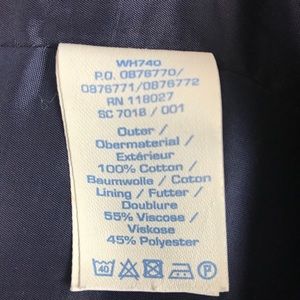 WH740
P.O. 0876770/
0876771/0876772
RN 118027
SC 7018 / 001
Outer /
Obermaterial /
Extérieur
100% Cotton /
Baumwolle / Coton
Lining / Futter /
Doublure
55% Viscose /
Viskose
45% Polyester
40 P